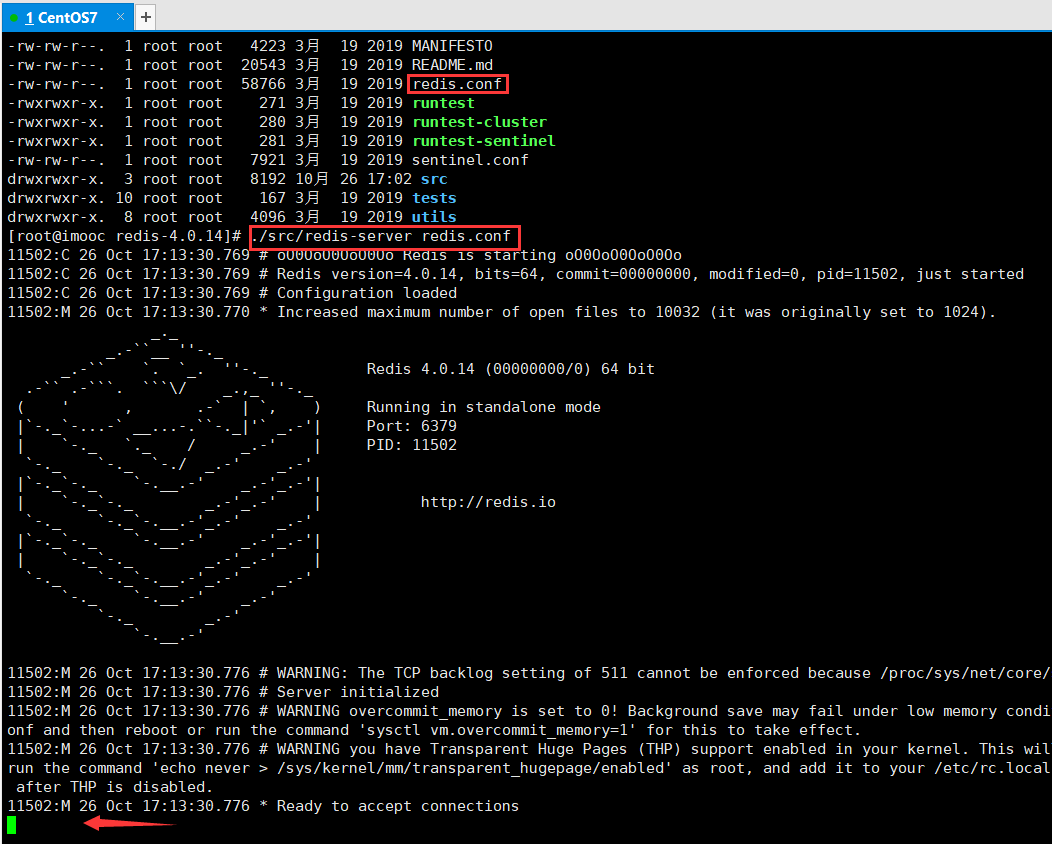 1 CentOS7 × +
-rw-rw-r--. 1 root root 4223 3月 19 2019 MANIFESTO
-rw-rw-r--. 1 root root 20543 3月 19 2019 README.md
-rw-rw-r--. 1 root root 58766 3月 19 2019 redis.conf
-rwxrwxr-x. 1 root root 271 3月 19 2019 runtest
-rwxrwxr-x. 1 root root 280 3月 19 2019 runtest-cluster
-rwxrwxr-x. 1 root root 281 3月 19 2019 runtest-sentinel
-rw-rw-r--. 1 root root 7921 3月 19 2019 sentinel.conf
drwxrwxr-x. 3 root root 8192 10月 26 17:02 src
drwxrwxr-x. 10 root root 167 3月 19 2019 tests
drwxrwxr-x. 8 root root 4096 3月 19 2019 utils
[root@imooc redis-4.0.14]# ./src/redis-server redis.conf
11502:C 26 Oct 17:13:30.769 # oO0OoO0OoO0Oo Redis is starting oO0OoO0OoO0Oo
11502:C 26 Oct 17:13:30.769 # Redis version=4.0.14, bits=64, commit=00000000, modified=0, pid=11502, just started
11502:C 26 Oct 17:13:30.769 # Configuration loaded
11502:M 26 Oct 17:13:30.770 * Increased maximum number of open files to 10032 (it was originally set to 1024).
Redis 4.0.14 (00000000/0) 64 bit
Running in standalone mode
Port: 6379
PID: 11502
http://redis.io
11502:M 26 Oct 17:13:30.776 # WARNING: The TCP backlog setting of 511 cannot be enforced because /proc/sys/net/core/
11502:M 26 Oct 17:13:30.776 # Server initialized
11502:M 26 Oct 17:13:30.776 # WARNING overcommit_memory is set to 0! Background save may fail under low memory condi
onf and then reboot or run the command 'sysctl vm.overcommit_memory=1' for this to take effect.
11502:M 26 Oct 17:13:30.776 # WARNING you have Transparent Huge Pages (THP) support enabled in your kernel. This wil
run the command 'echo never > /sys/kernel/mm/transparent_hugepage/enabled' as root, and add it to your /etc/rc.local
after THP is disabled.
11502:M 26 Oct 17:13:30.776 * Ready to accept connections